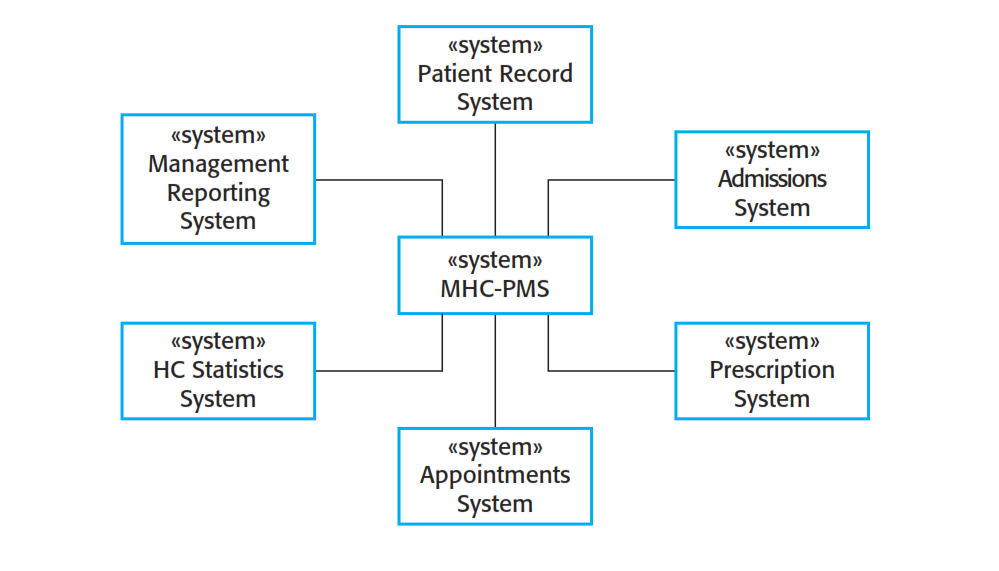 «system»
Patient Record
System
«system»
Management
Reporting
System
«system»
Admissions
System
«system»
MHC-PMS
«system»
HC Statistics
System
«system»
Prescription
System
«system»
Appointments
System